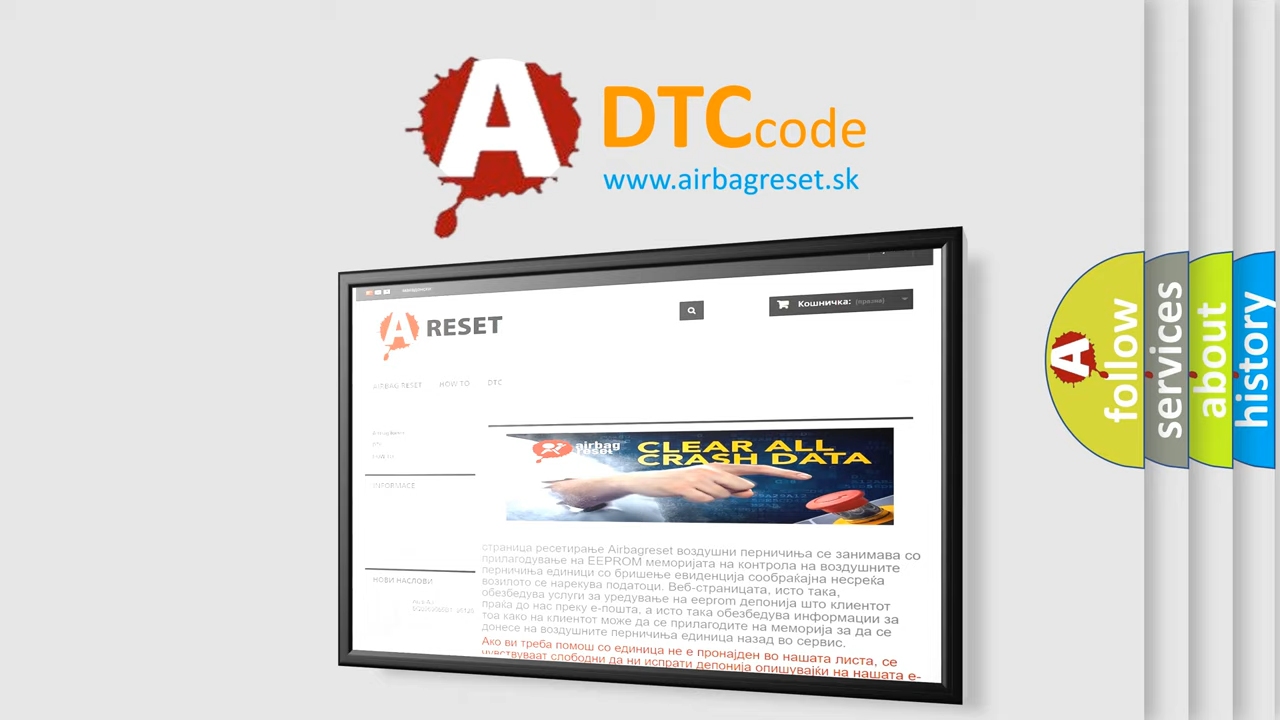 A
DTCcode
www.airbagreset.sk
A RESET
Кошничка: (празни)
AIRBAG RESET HOW TO DTC
INFORMACE
НОВИ НАСЛОВИ
airbag
reset
CLEAR ALL
CRASH DATA
страница ресетирање Airbagreset воздушни перничиња се занимава со
прилагодување на EEPROM меморијата на контрола на воздушните
перничиња единици со бришење евиденција сообраќајна несреќа
возилото се нарекува податоци. Веб-страницата, исто така,
обезбедува услуги за уредување на eeprom депонија што клиентот
праќа до нас преку е-пошта, а исто така обезбедува информации за
тоа како на клиентот може да се прилагодите на меморија за да се
донесе на воздушните перничиња единица назад во сервис.
Ако ви треба помош со единица не е пронајден во нашата листа, се
чувствуваат слободни да ни испрати депонија опишувајќи на нашата е-
A
follow
services
about
history